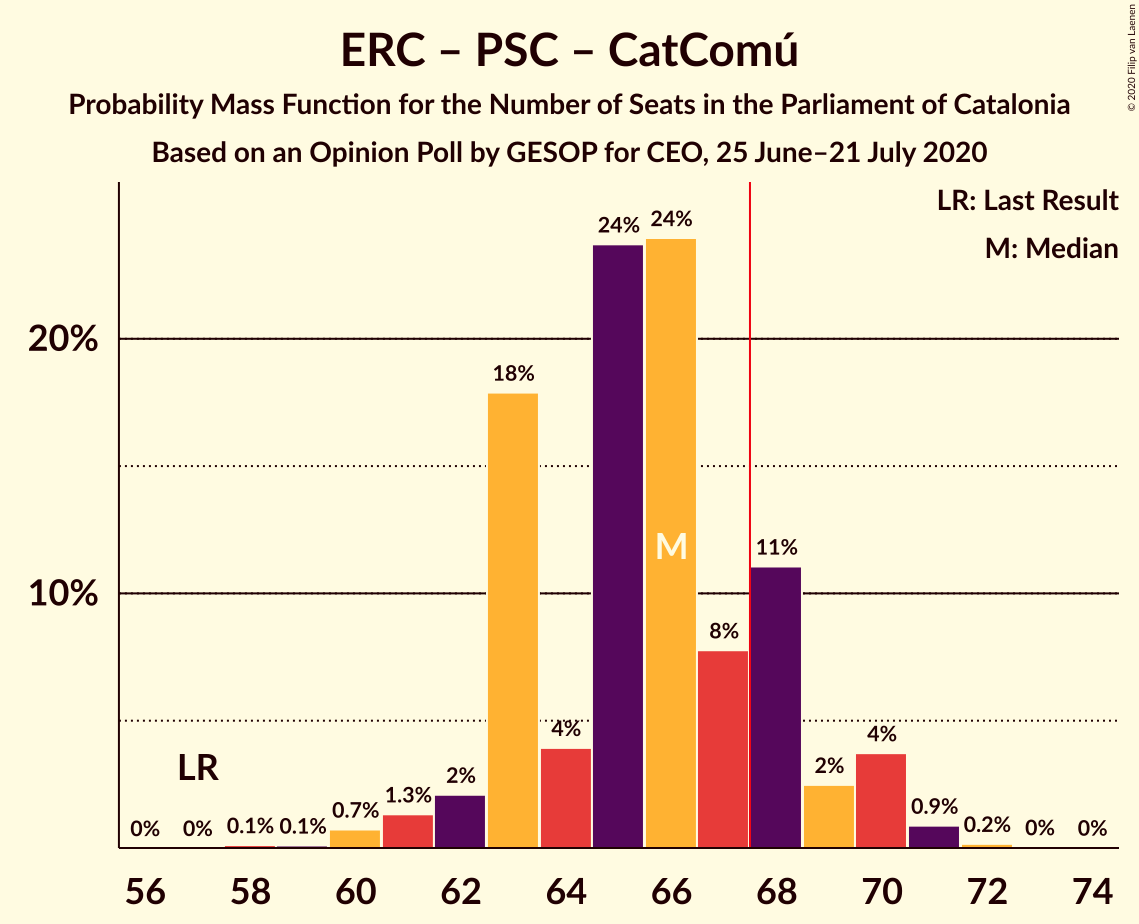 ERC – PSC – CatComú
Probability Mass Function for the Number of Seats in the Parliament of Catalonia
Based on an Opinion Poll by GESOP for CEO, 25 June–21 July 2020
© 2020 Filip van Laenen
LR: Last Result
M: Median
20%
10%
0%
0%
0.1%
0.1%
0.7%
1.3%
2%
18%
4%
24%
24%
8%
11%
2%
4%
0.9%
0.2%
0%
0%
LR
M
56 58 60 62 64 66 68 70 72 74